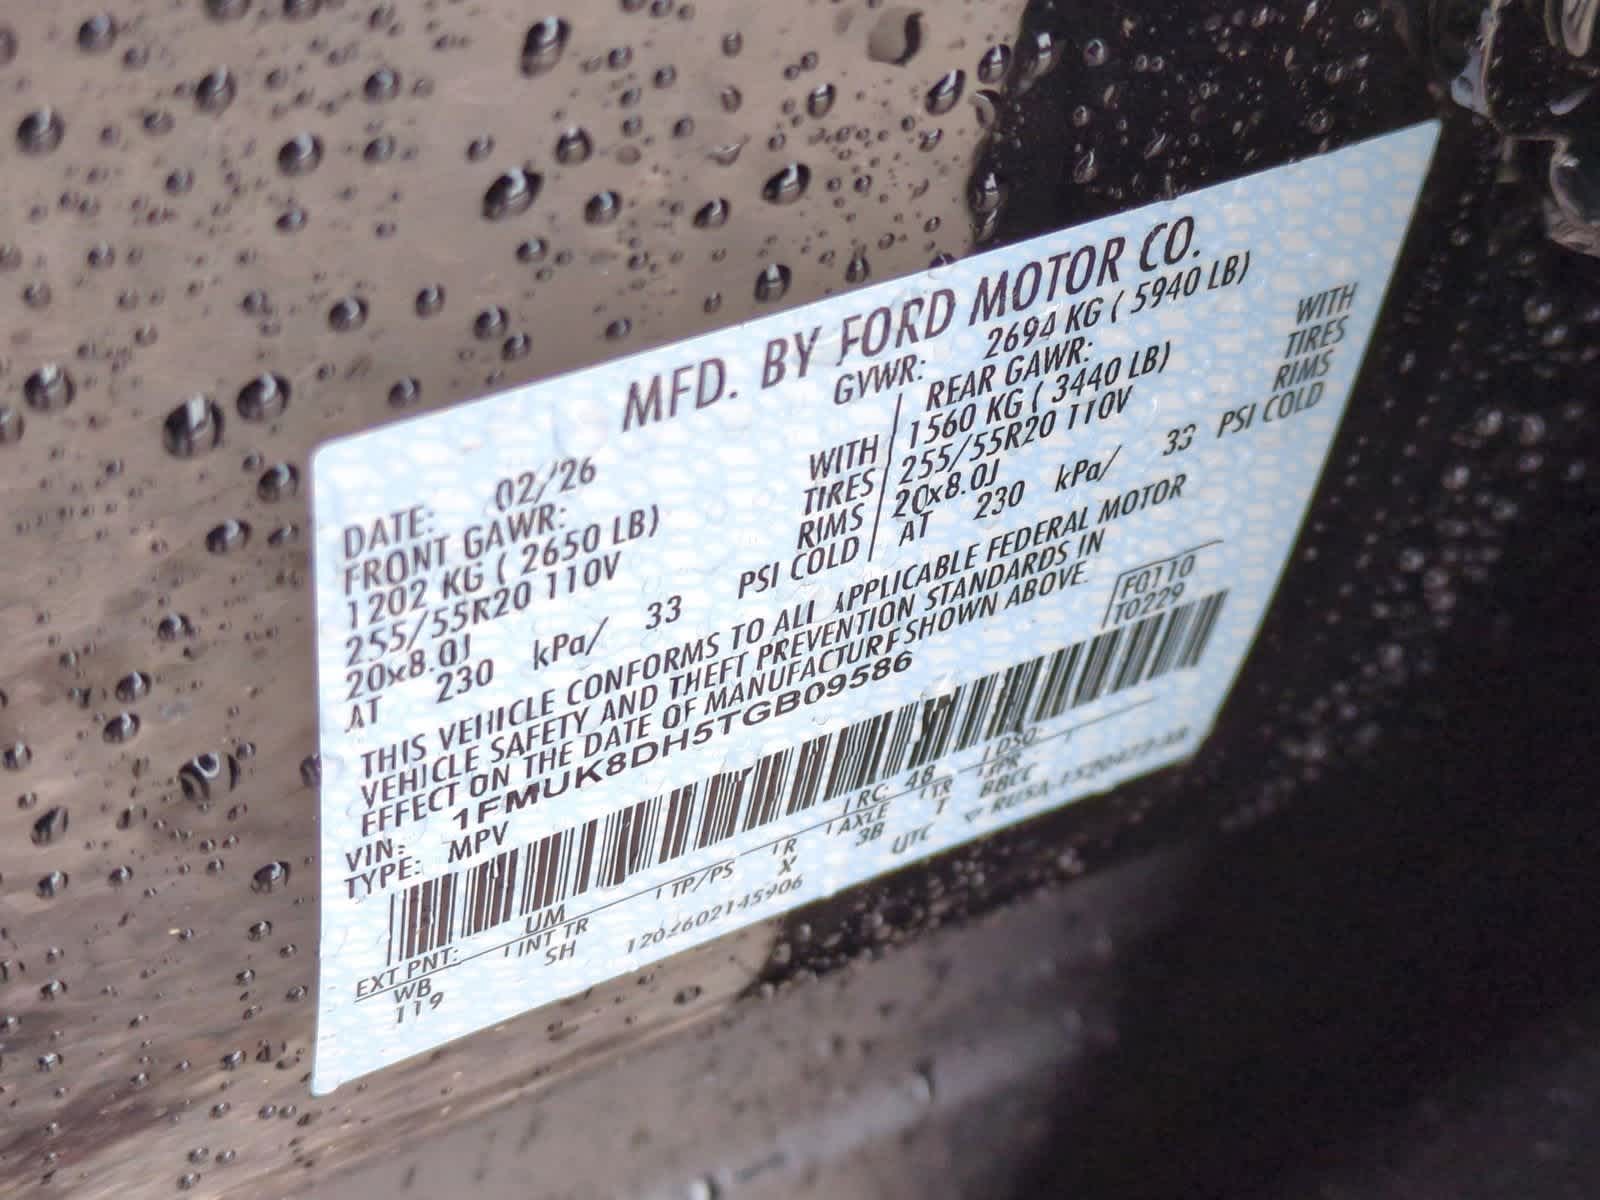 MFD. BY FORD MOTOR CO.
DATE: 02/26 GVWR: 2694 KG ( 5940 LB)
FRONT GAWR: REAR GAWR:
1202 KG ( 2650 LB) WITH 1560 KG ( 3440 LB) WITH
255/55R20 110V TIRES 255/55R20 110V TIRES
20x8.0J RIMS 20x8.0J RIMS
AT 230 kPa/ 33 PSI COLD AT 230 kPa/ 33 PSI COLD
THIS VEHICLE CONFORMS TO ALL APPLICABLE FEDERAL MOTOR
VEHICLE SAFETY AND THEFT PREVENTION STANDARDS IN
EFFECT ON THE DATE OF MANUFACTURE SHOWN ABOVE.
VIN: 1FMUK8DH5TGB09586 F0110
TYPE: MPV T0229
EXT PNT: UM RC: 48 DSO:
WB INT TR TP/PS R AXLE TR SPR
119 SH X 3B T BBCC
1202602145906 UTC